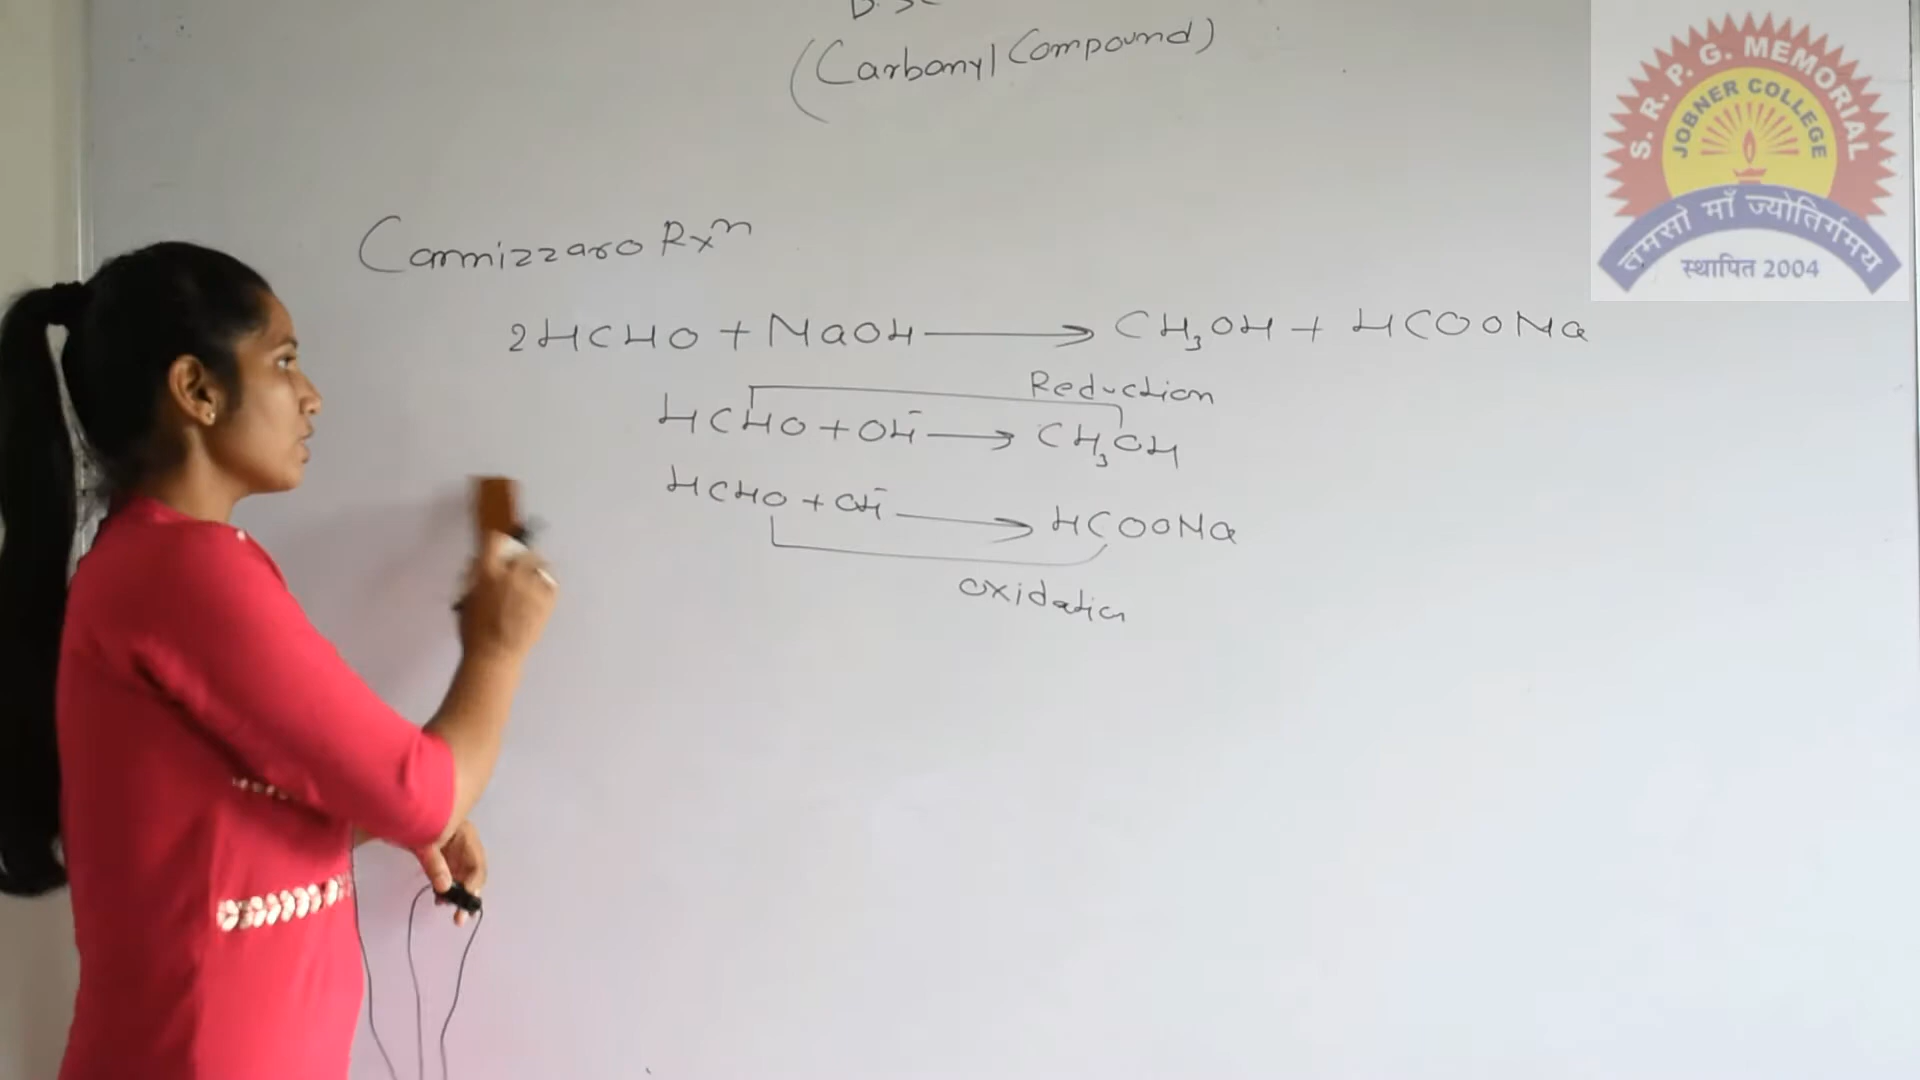 (Carbonyl Compound)
Cannizzaro Rxⁿ
2HCHO + NaOH ⟶ CH₃OH + HCOONa
Reduction
HCHO + OH⁻ ⟶ CH₃OH
HCHO + OH⁻ ⟶ HCOONa
oxidation
S. R. P. G. MEMORIAL
JOBNER COLLEGE
तमसो माँ ज्योतिर्गमय
स्थापित 2004